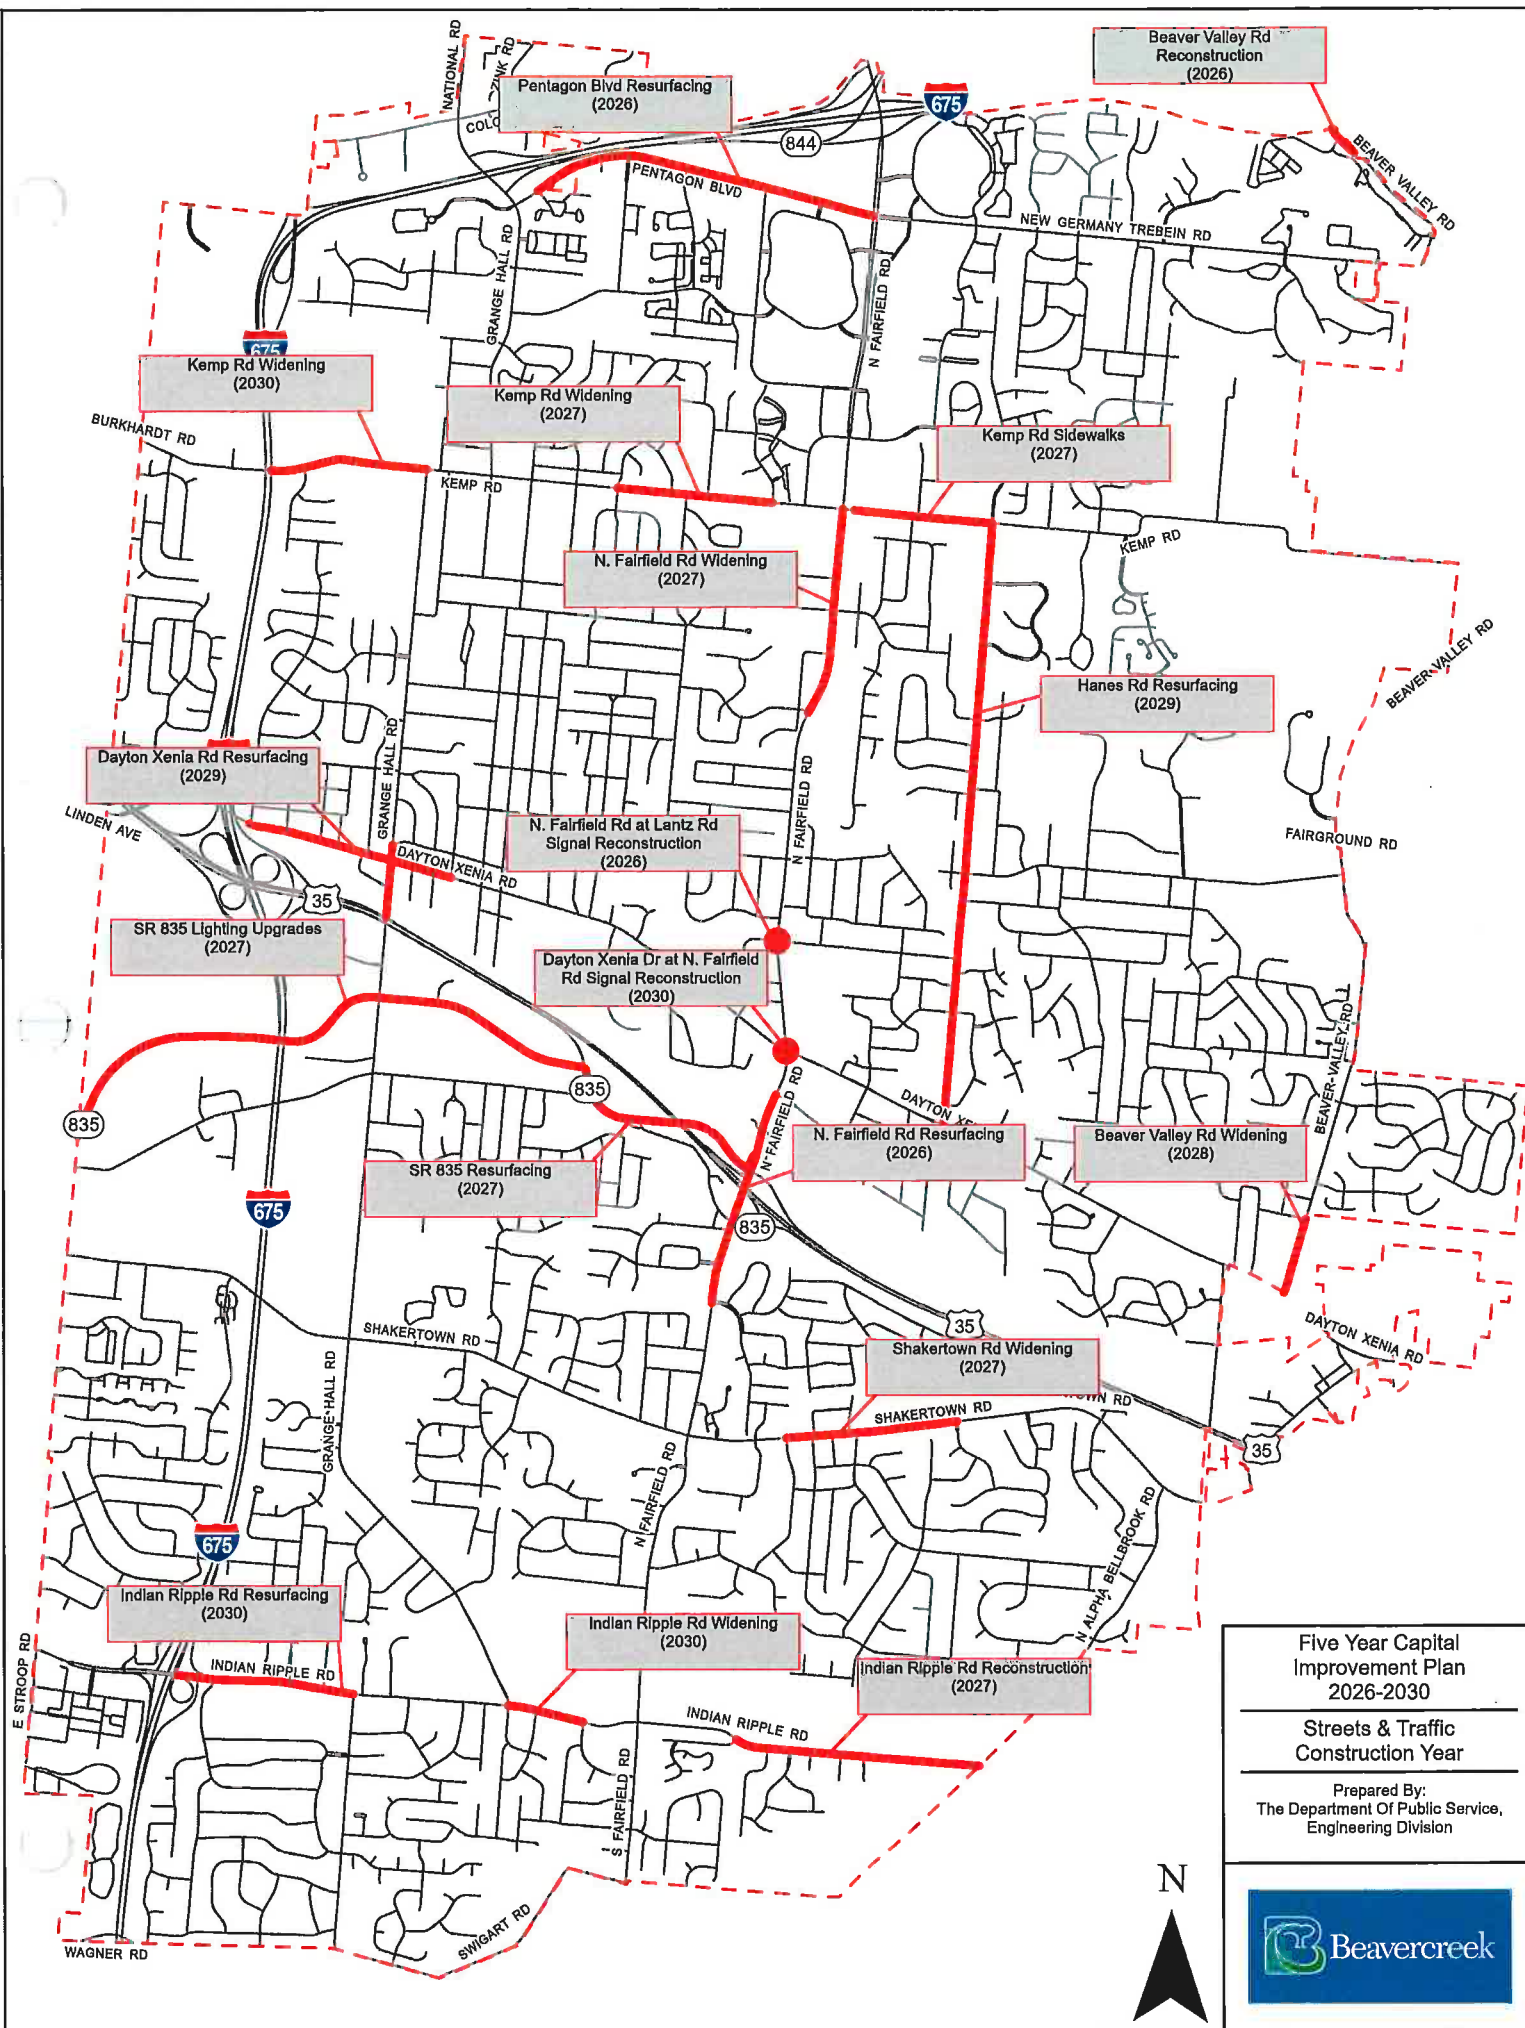 Beaver Valley Rd
Reconstruction
(2026)
NATIONAL RD
ZINK RD
Pentagon Blvd Resurfacing
(2026)
675
844
BEAVER VALLEY RD
PENTAGON BLVD
NEW GERMANY TREBEIN RD
GRANGE HALL RD
N FAIRFIELD RD
675
Kemp Rd Widening
(2030)
Kemp Rd Widening
(2027)
BURKHARDT RD
Kemp Rd Sidewalks
(2027)
KEMP RD
KEMP RD
N. Fairfield Rd Widening
(2027)
BEAVER-VALLEY RD
Hanes Rd Resurfacing
(2029)
GRANGE HALL RD
Dayton Xenia Rd Resurfacing
(2029)
N FAIRFIELD RD
LINDEN AVE
N. Fairfield Rd at Lantz Rd
Signal Reconstruction
(2026)
FAIRGROUND RD
DAYTON XENIA RD
35
SR 835 Lighting Upgrades
(2027)
Dayton Xenia Dr at N. Fairfield
Rd Signal Reconstruction
(2030)
BEAVER-VALLEY-RD
835
835
N-FAIRFIELD RD
DAYTON XE
N. Fairfield Rd Resurfacing
(2026)
Beaver Valley Rd Widening
(2028)
SR 835 Resurfacing
(2027)
675
835
SHAKERTOWN RD
35
DAYTON XENIA RD
Shakertown Rd Widening
(2027)
GRANGE-HALL RD
OWN RD
SHAKERTOWN RD
35
N FAIRFIELD RD
675
N ALPHA BELLBROOK RD
Indian Ripple Rd Resurfacing
(2030)
Indian Ripple Rd Widening
(2030)
E STROOP RD
INDIAN RIPPLE RD
Indian Ripple Rd Reconstruction
(2027)
INDIAN RIPPLE RD
S FAIRFIELD RD
SWIGART RD
WAGNER RD
Five Year Capital
Improvement Plan
2026-2030
Streets & Traffic
Construction Year
Prepared By:
The Department Of Public Service,
Engineering Division
N
Beavercreek